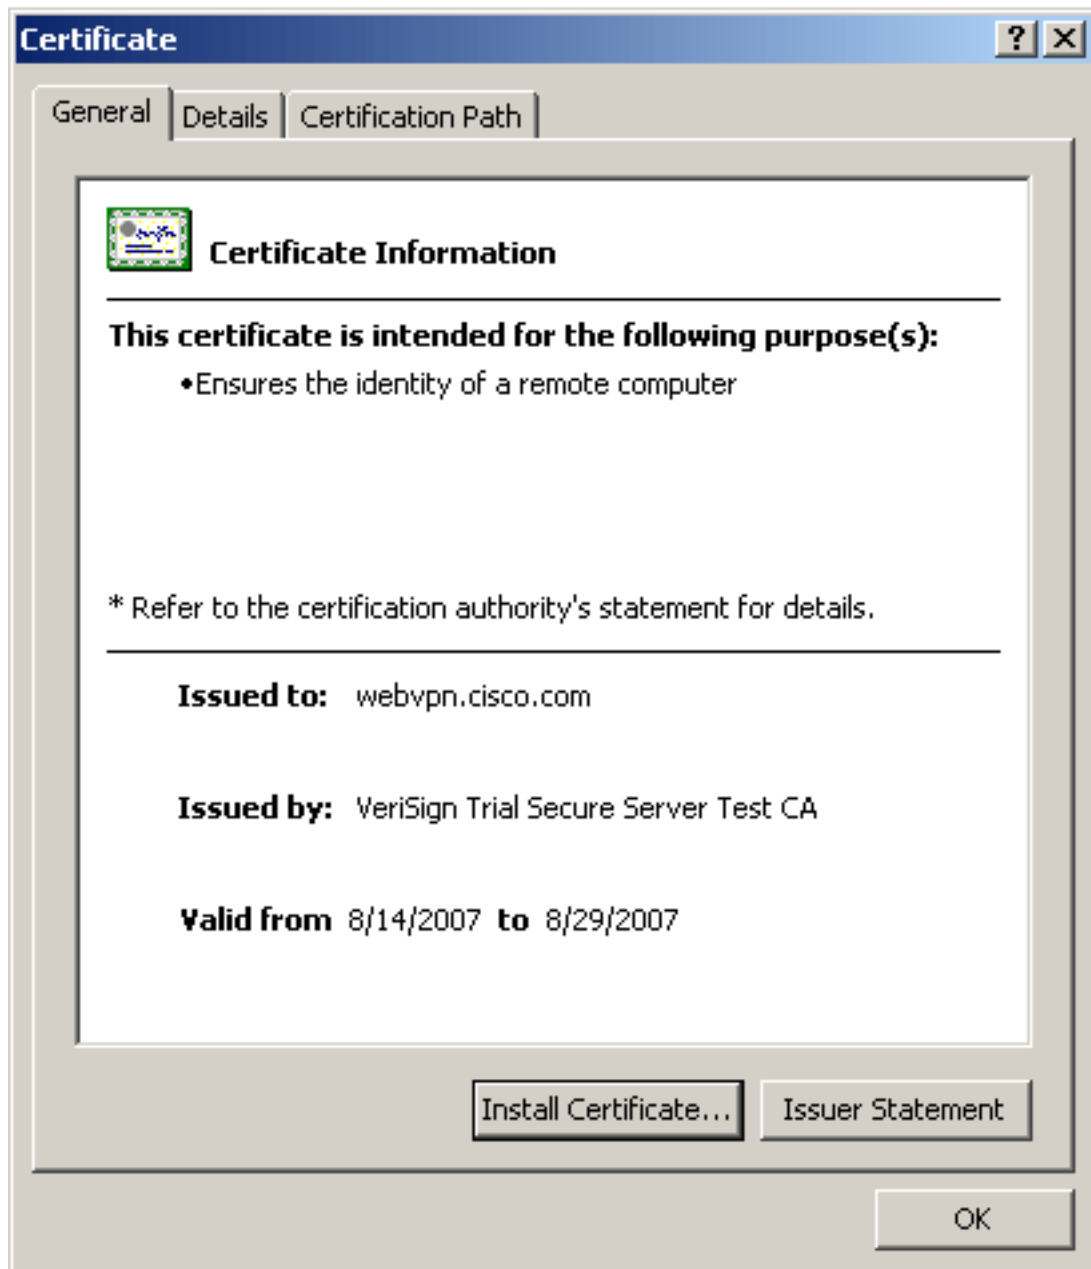 Certificate
General Details Certification Path
Certificate Information
This certificate is intended for the following purpose(s):
•Ensures the identity of a remote computer
* Refer to the certification authority's statement for details.
Issued to: webvpn.cisco.com
Issued by: VeriSign Trial Secure Server Test CA
Valid from 8/14/2007 to 8/29/2007
Install Certificate... Issuer Statement
OK